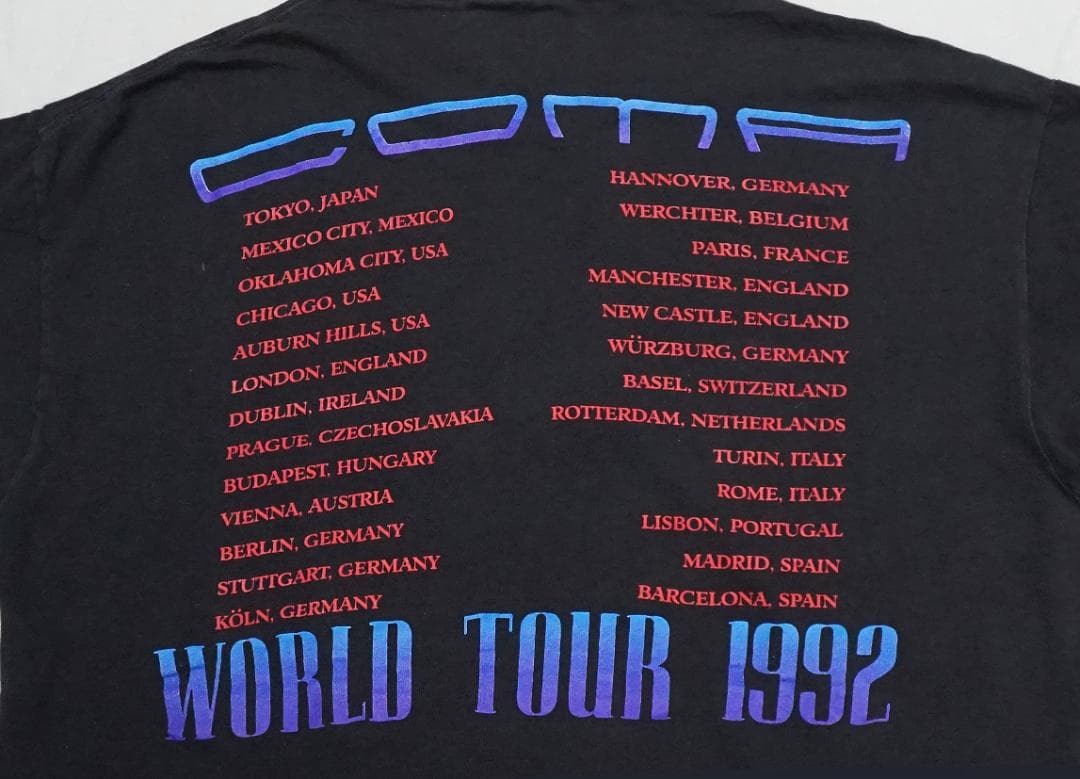 COMA
TOKYO, JAPAN
MEXICO CITY, MEXICO
OKLAHOMA CITY, USA
CHICAGO, USA
AUBURN HILLS, USA
LONDON, ENGLAND
DUBLIN, IRELAND
PRAGUE, CZECHOSLAVAKIA
BUDAPEST, HUNGARY
VIENNA, AUSTRIA
BERLIN, GERMANY
STUTTGART, GERMANY
KÖLN, GERMANY
HANNOVER, GERMANY
WERCHTER, BELGIUM
PARIS, FRANCE
MANCHESTER, ENGLAND
NEW CASTLE, ENGLAND
WÜRZBURG, GERMANY
BASEL, SWITZERLAND
ROTTERDAM, NETHERLANDS
TURIN, ITALY
ROME, ITALY
LISBON, PORTUGAL
MADRID, SPAIN
BARCELONA, SPAIN
WORLD TOUR 1992